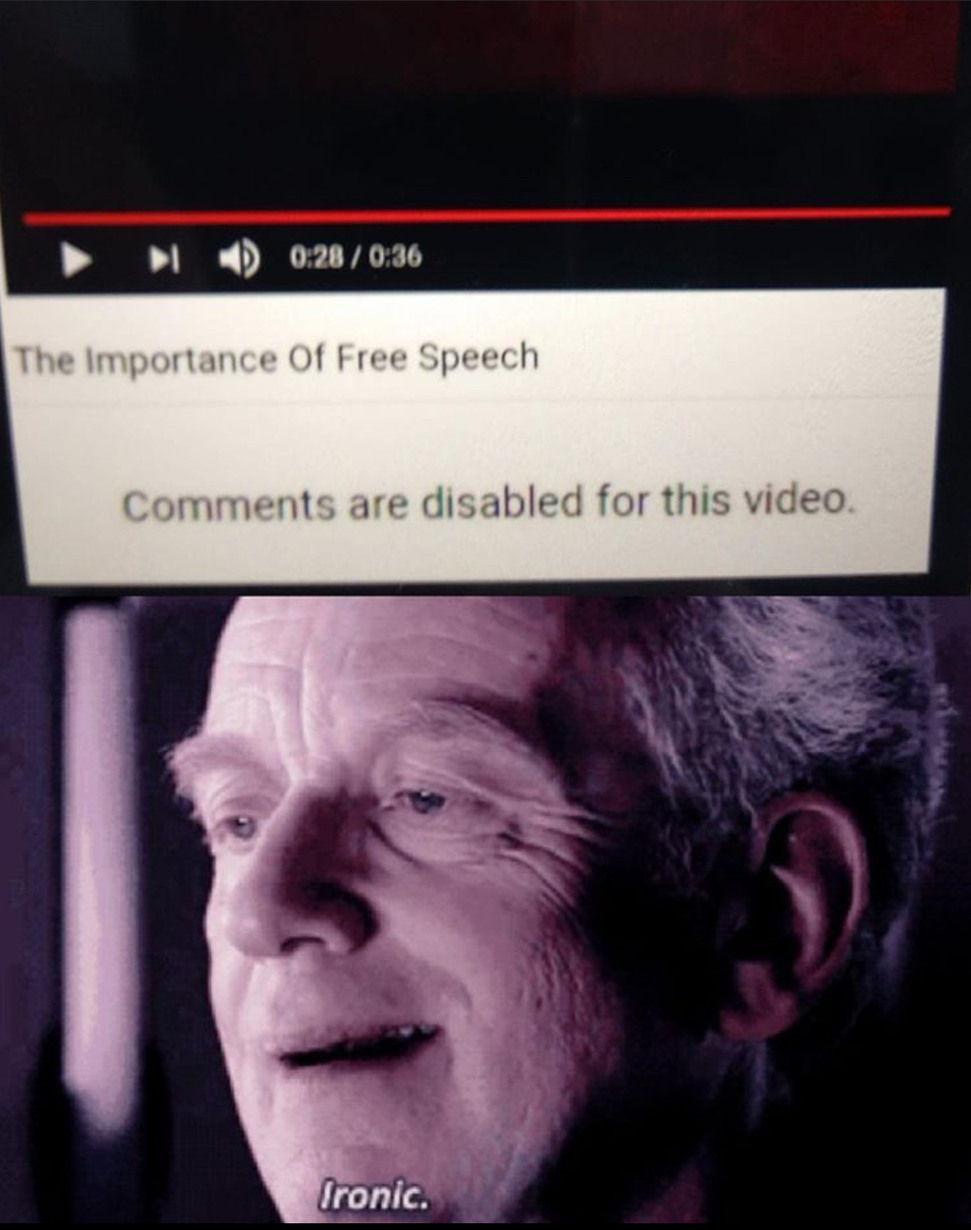 0:28 / 0:36
The Importance Of Free Speech
Comments are disabled for this video.
Ironic.